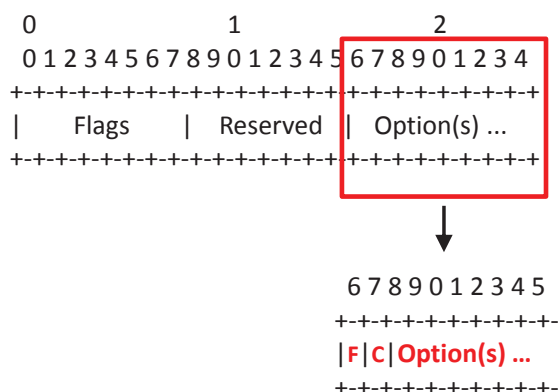 0 1 2
0 1 2 3 4 5 6 7 8 9 0 1 2 3 4 5 6 7 8 9 0 1 2 3 4
+-+-+-+-+-+-+-+-+-+-+-+-+-+-+-+-+-+-+-+-+-+-+-+-+
| Flags | Reserved | Option(s) ...
+-+-+-+-+-+-+-+-+-+-+-+-+-+-+-+-+-+-+-+-+-+-+-+-+
6 7 8 9 0 1 2 3 4 5
+-+-+-+-+-+-+-+-+-+-
|F|C|Option(s) ...
+-+-+-+-+-+-+-+-+-+-